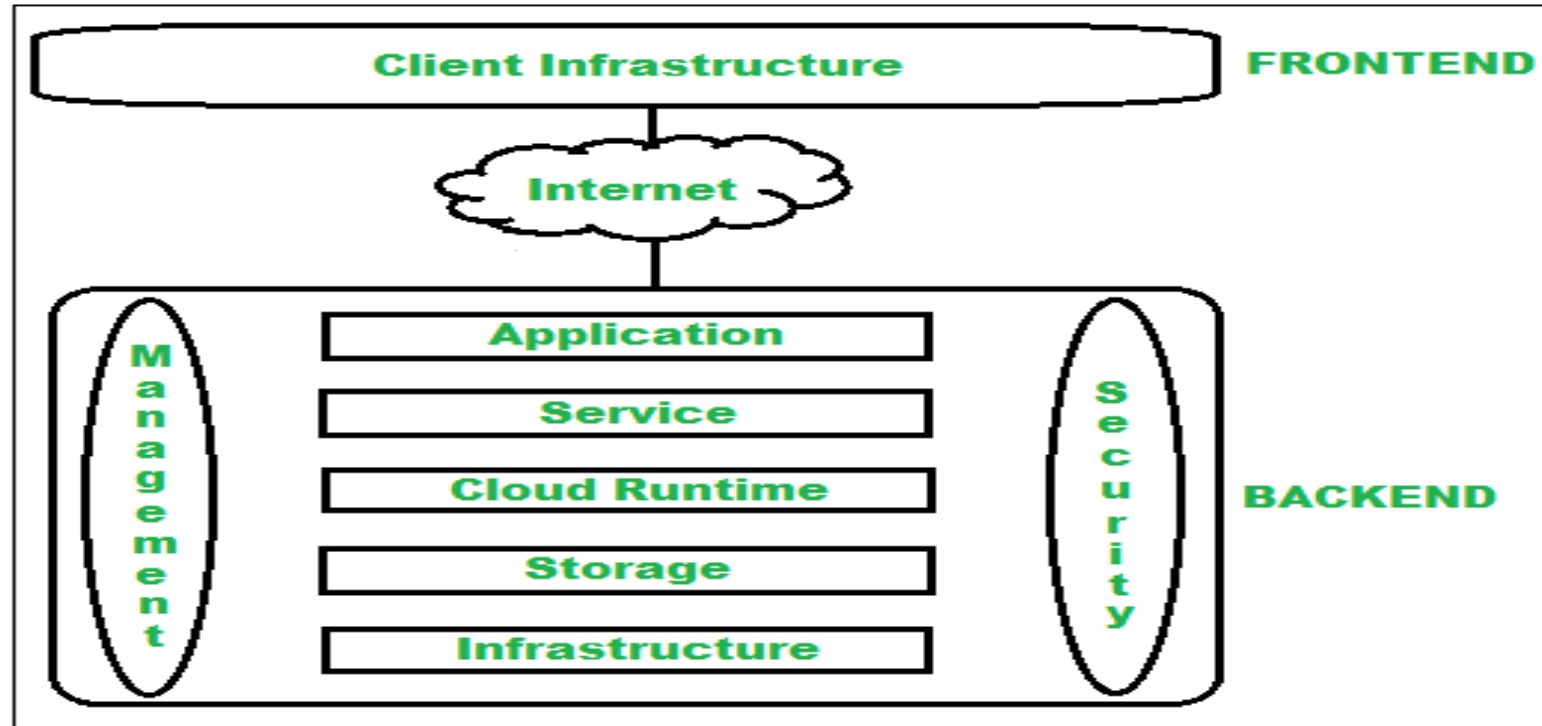 Client Infrastructure
FRONTEND
Internet
Management
Application
Service
Cloud Runtime
Storage
Infrastructure
Security
BACKEND